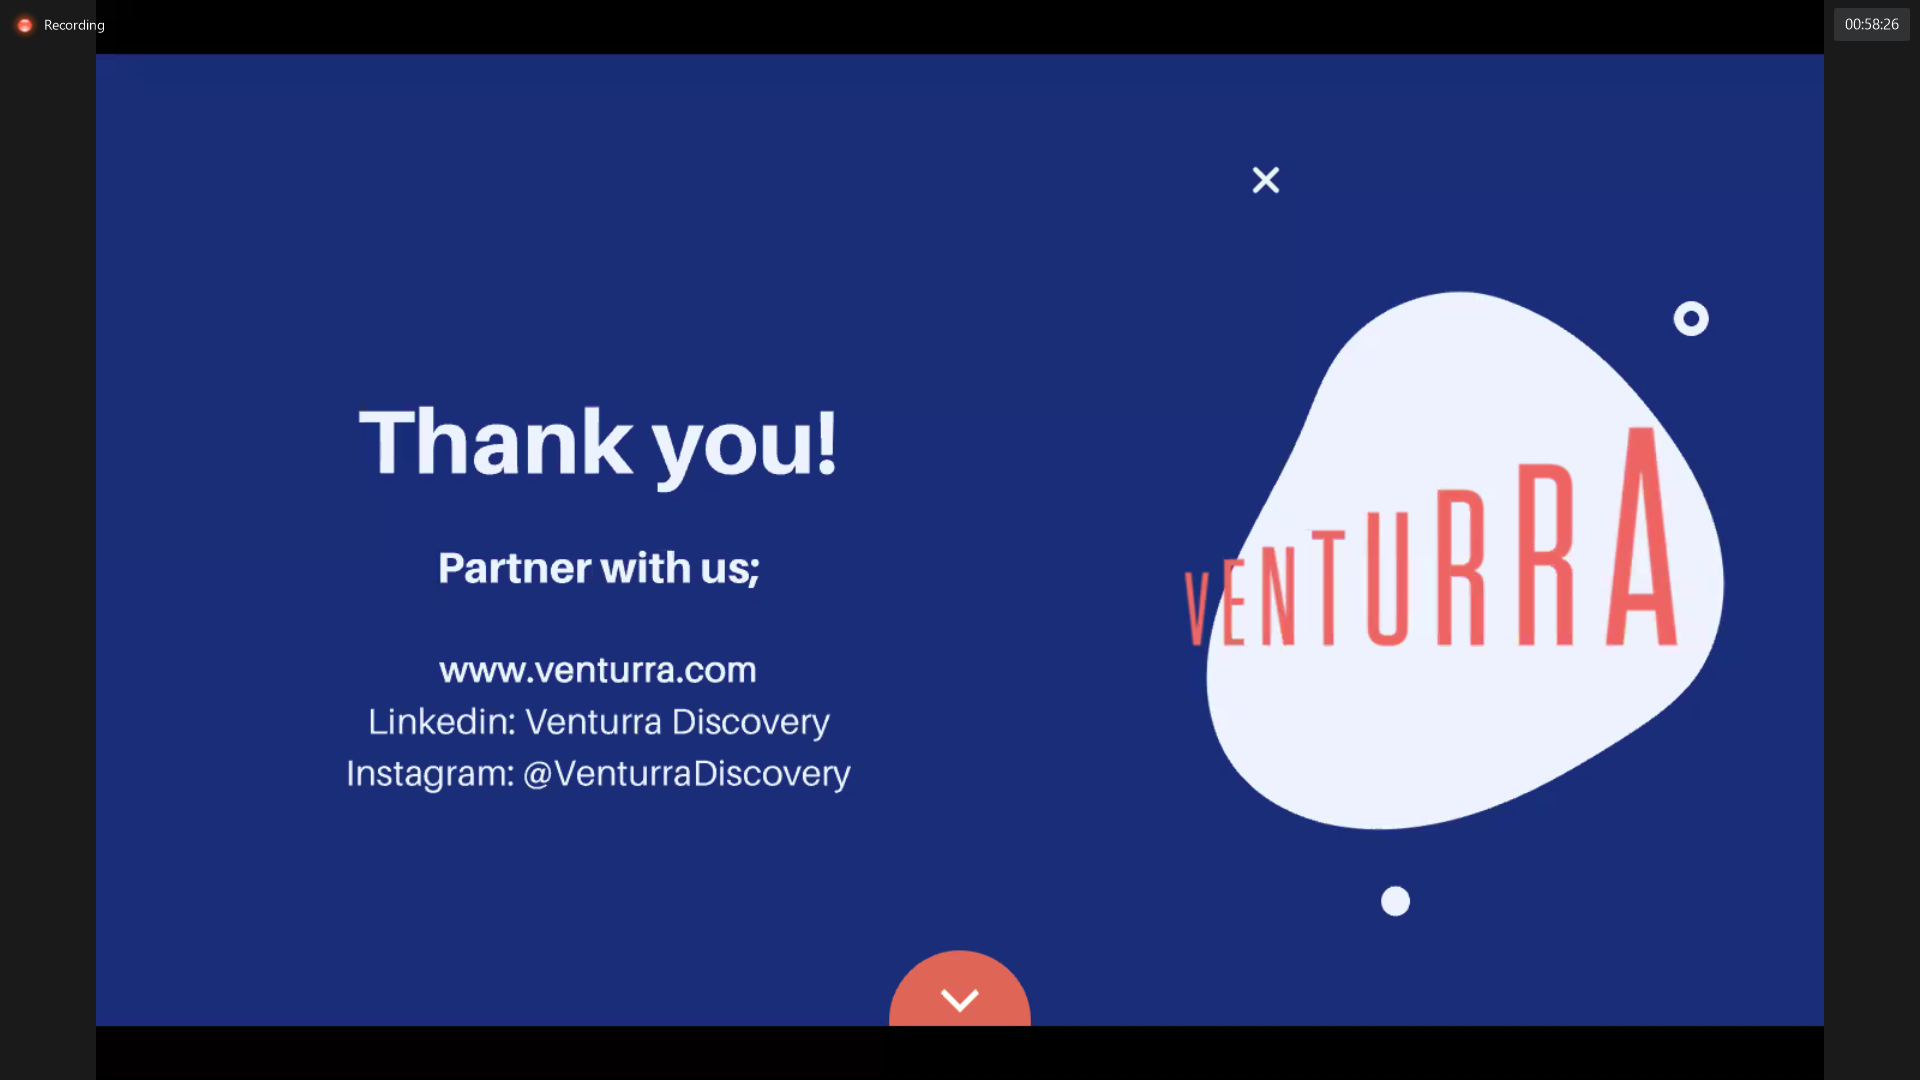 Recording
00:58:26
Thank you!
Partner with us;
www.venturra.com
Linkedin: Venturra Discovery
Instagram: @VenturraDiscovery
VENTURRA